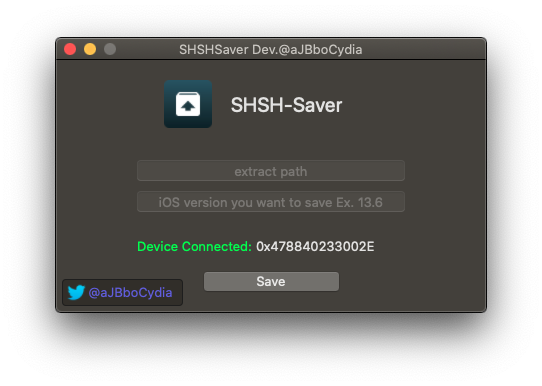 SHSHSaver Dev.@aJBboCydia
SHSH-Saver
extract path
iOS version you want to save Ex. 13.6
Device Connected: 0x478840233002E
Save
@aJBboCydia